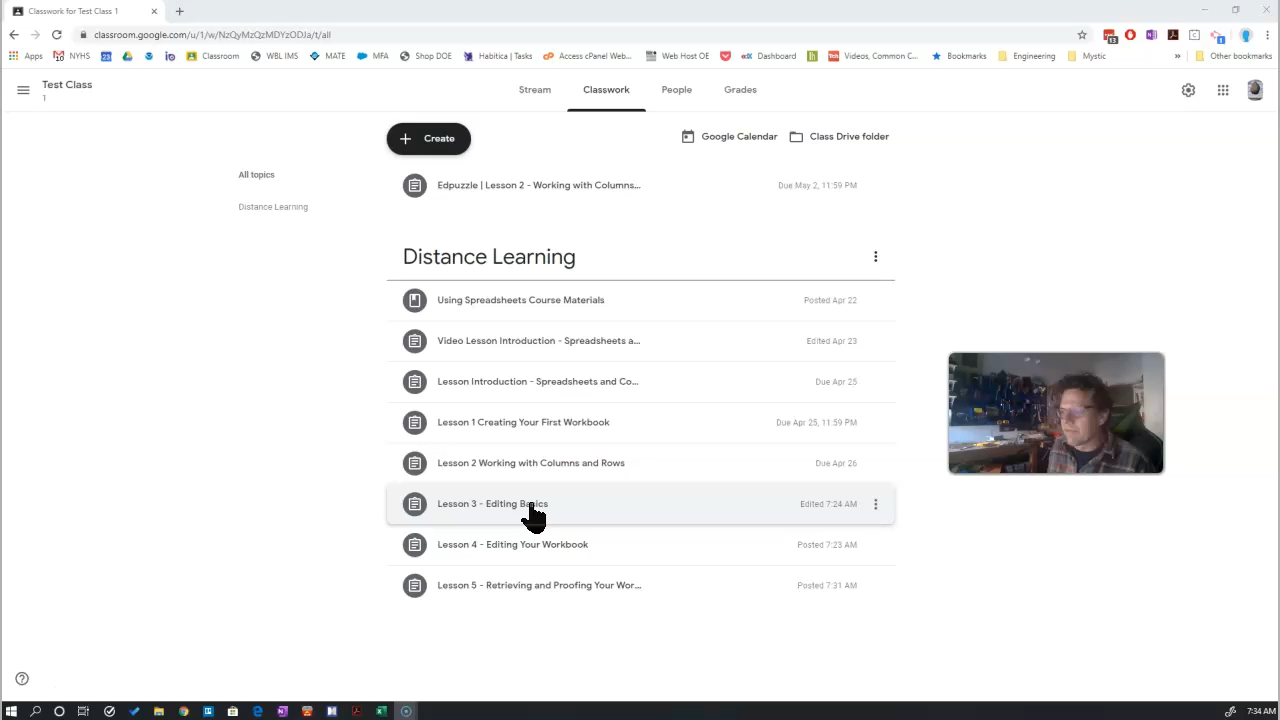 Classwork for Test Class 1
classroom.google.com/u/1/w/NzQyMzQzMDYzODJa/t/all
Apps
NYHS
Classroom
WBL IMS
MATE
MFA
Shop DOE
Habitica | Tasks
Access cPanel Web...
Web Host OE
Dashboard
Videos, Common C...
Bookmarks
Engineering
Mystic
»
Other bookmarks
Test Class
1
Stream
Classwork
People
Grades
Create
Google Calendar
Class Drive folder
All topics
Distance Learning
Edpuzzle | Lesson 2 - Working with Columns...
Due May 2, 11:59 PM
Distance Learning
Using Spreadsheets Course Materials
Posted Apr 22
Video Lesson Introduction - Spreadsheets a...
Edited Apr 23
Lesson Introduction - Spreadsheets and Co...
Due Apr 25
Lesson 1 Creating Your First Workbook
Due Apr 25, 11:59 PM
Lesson 2 Working with Columns and Rows
Due Apr 26
Lesson 3 - Editing Basics
Edited 7:24 AM
Lesson 4 - Editing Your Workbook
Posted 7:23 AM
Lesson 5 - Retrieving and Proofing Your Wor...
Posted 7:31 AM
7:34 AM